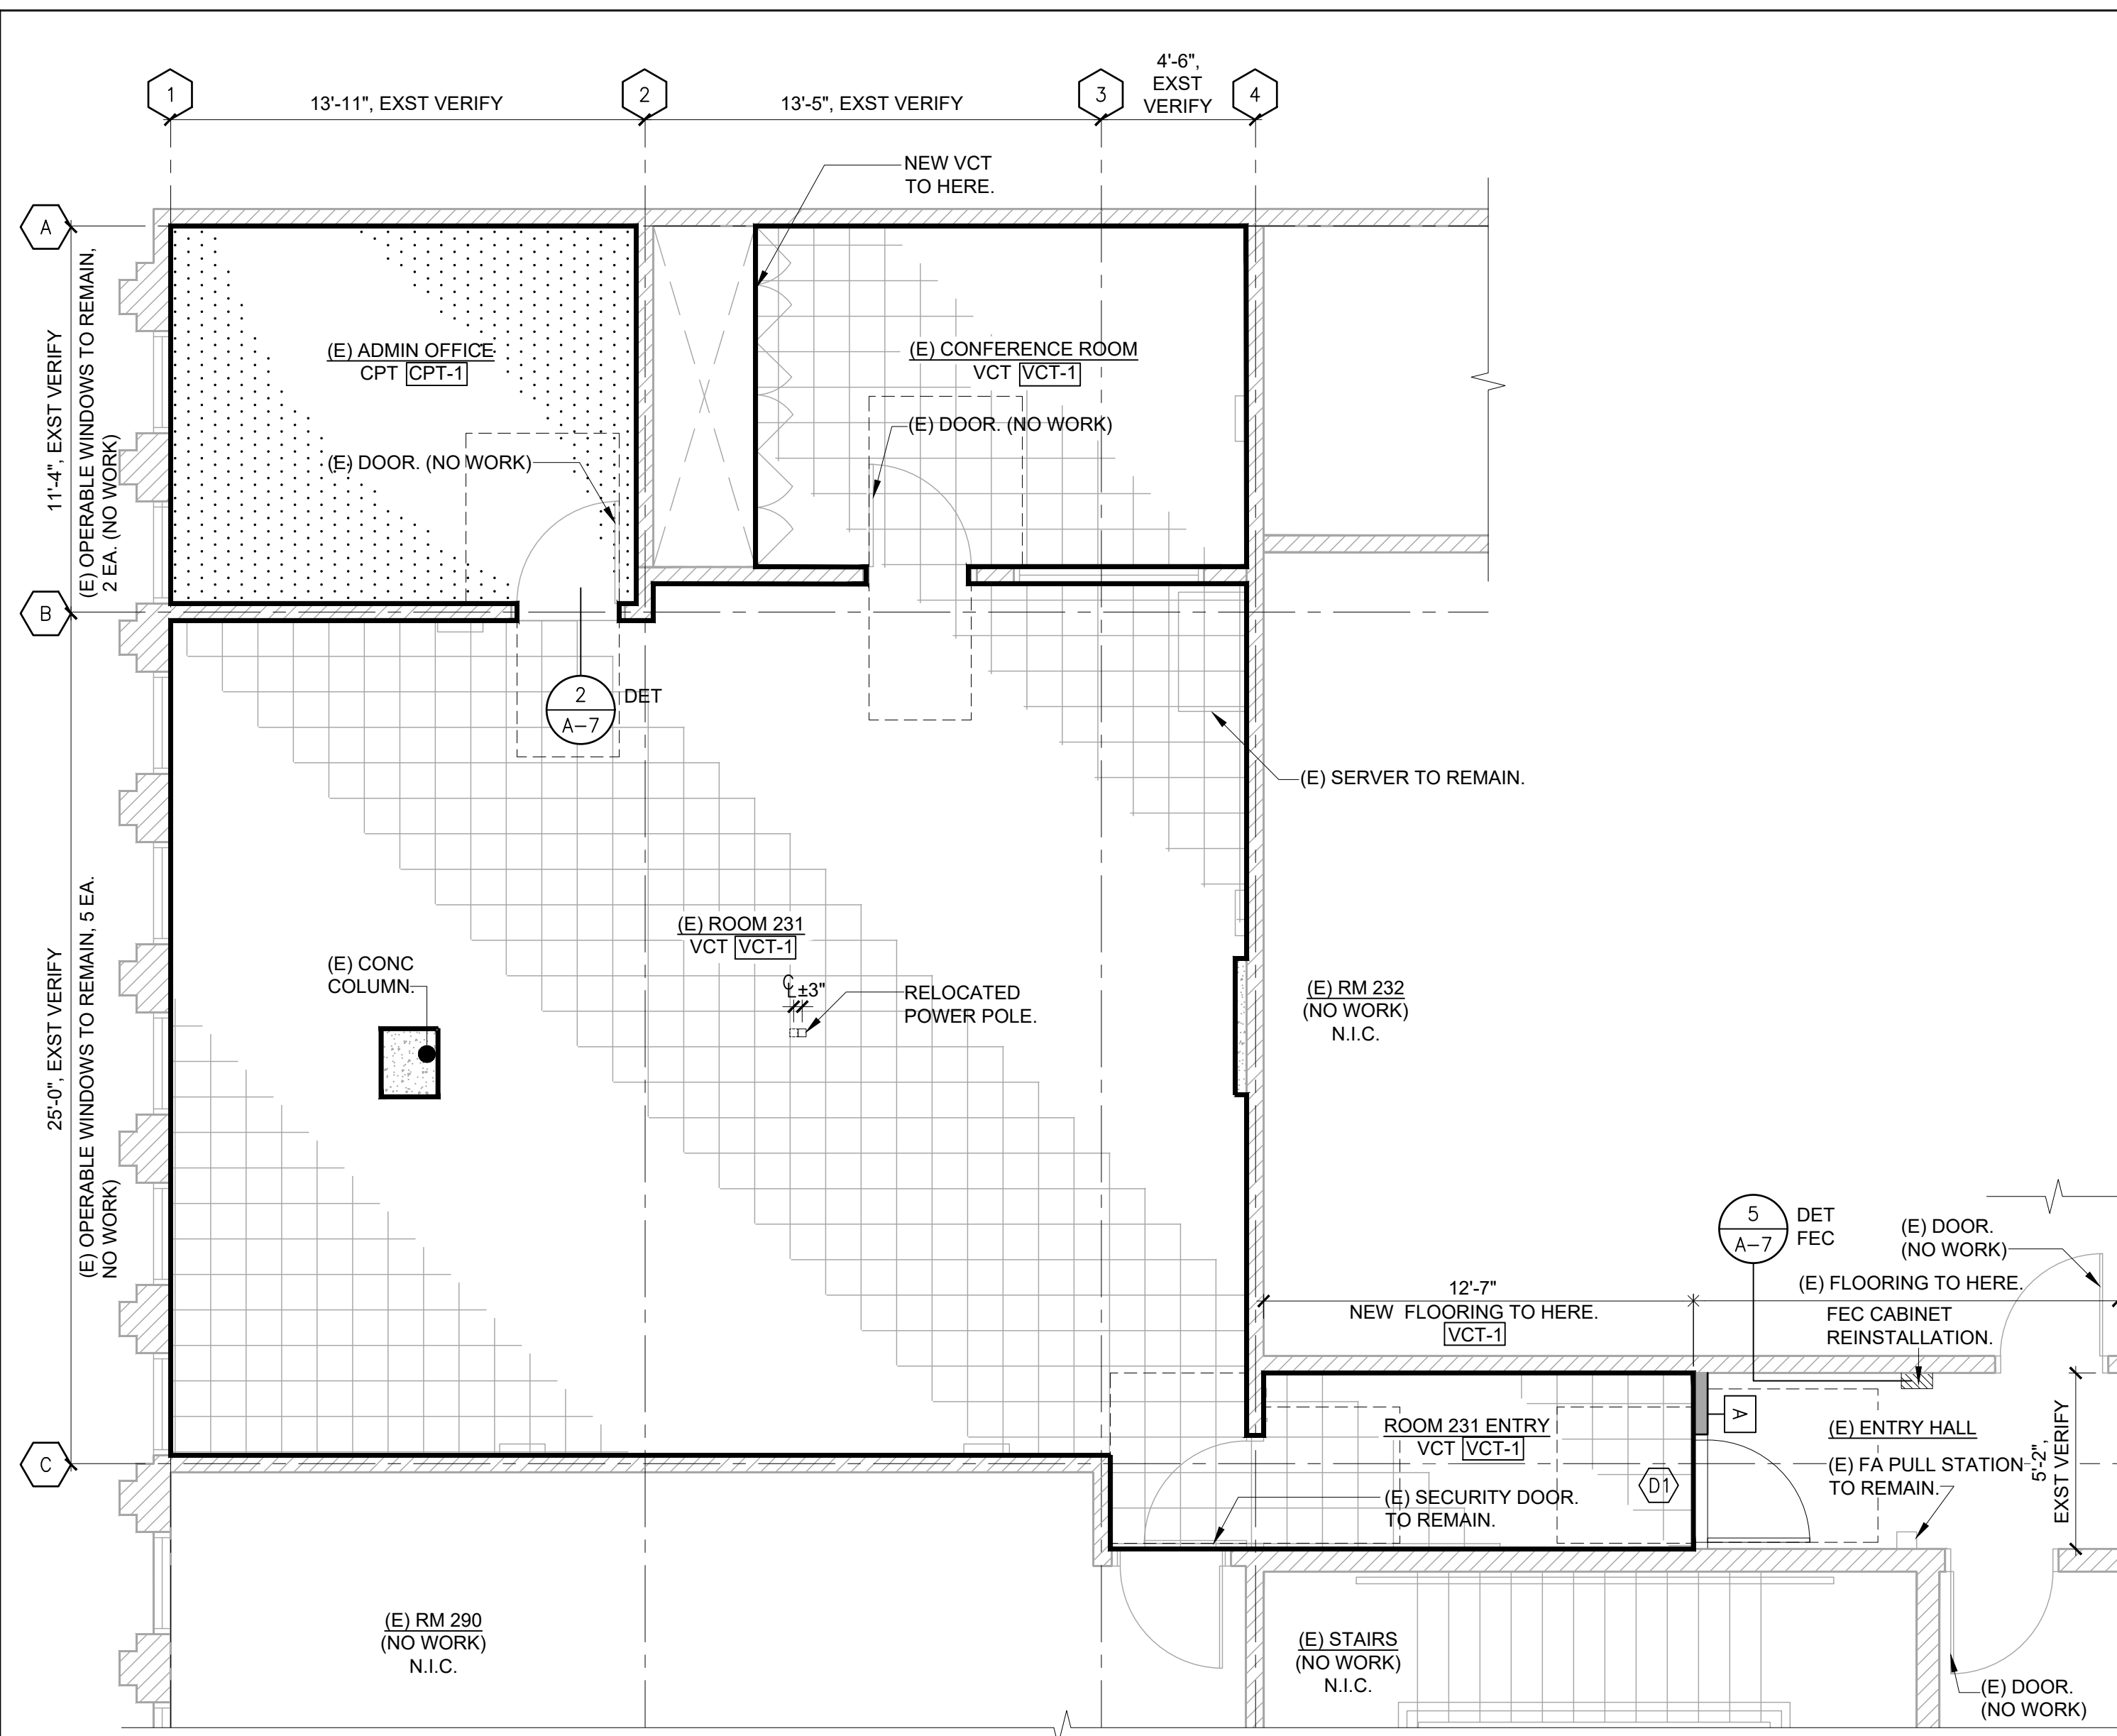 4'-6",
EXST
VERIFY
1
13'-11", EXST VERIFY
2
13'-5", EXST VERIFY
3
4
NEW VCT
TO HERE.
A
11'-4", EXST VERIFY
(E) OPERABLE WINDOWS TO REMAIN,
2 EA. (NO WORK)
(E) ADMIN OFFICE
CPT CPT-1
(E) CONFERENCE ROOM
VCT VCT-1
(E) DOOR. (NO WORK)
(E) DOOR. (NO WORK)
B
2
A-7
DET
(E) SERVER TO REMAIN.
25'-0", EXST VERIFY
(E) OPERABLE WINDOWS TO REMAIN, 5 EA.
NO WORK)
(E) ROOM 231
VCT VCT-1
(E) CONC
COLUMN.
CL±3"
RELOCATED
POWER POLE.
(E) RM 232
(NO WORK)
N.I.C.
5
A-7
DET
FEC
(E) DOOR.
(NO WORK)
12'-7"
NEW FLOORING TO HERE.
VCT-1
(E) FLOORING TO HERE.
FEC CABINET
REINSTALLATION.
A
ROOM 231 ENTRY
VCT VCT-1
(E) ENTRY HALL
5'-2",
EXST VERIFY
C
D1
(E) FA PULL STATION
TO REMAIN.
(E) SECURITY DOOR.
TO REMAIN.
(E) RM 290
(NO WORK)
N.I.C.
(E) STAIRS
(NO WORK)
N.I.C.
(E) DOOR.
(NO WORK)